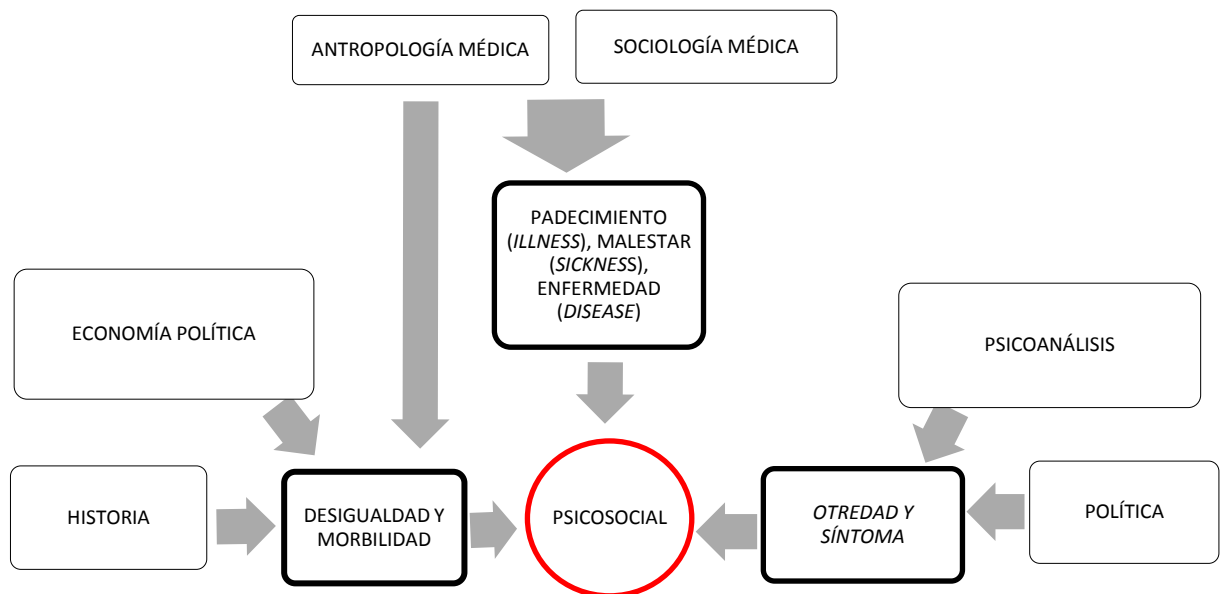 ANTROPOLOGÍA MÉDICA
SOCIOLOGÍA MÉDICA
PADECIMIENTO
(ILLNESS), MALESTAR
(SICKNESS),
ENFERMEDAD
(DISEASE)
ECONOMÍA POLÍTICA
PSICOANÁLISIS
HISTORIA
DESIGUALDAD Y
MORBILIDAD
PSICOSOCIAL
OTREDAD Y
SÍNTOMA
POLÍTICA